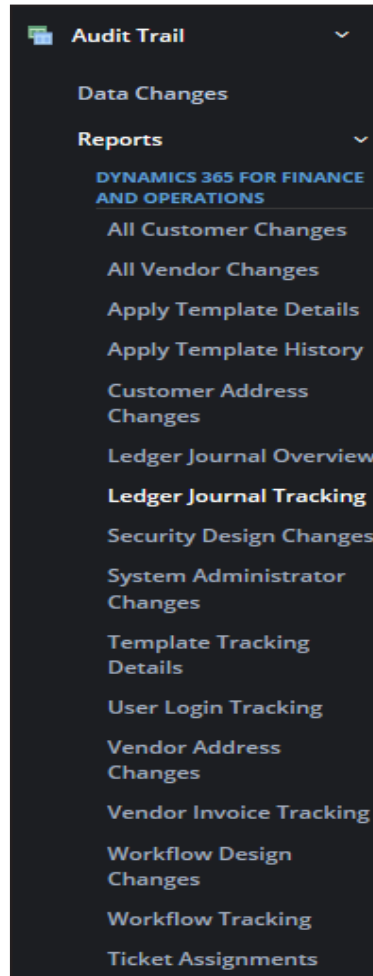 Audit Trail
Data Changes
Reports
DYNAMICS 365 FOR FINANCE
AND OPERATIONS
All Customer Changes
All Vendor Changes
Apply Template Details
Apply Template History
Customer Address
Changes
Ledger Journal Overview
Ledger Journal Tracking
Security Design Changes
System Administrator
Changes
Template Tracking
Details
User Login Tracking
Vendor Address
Changes
Vendor Invoice Tracking
Workflow Design
Changes
Workflow Tracking
Ticket Assignments